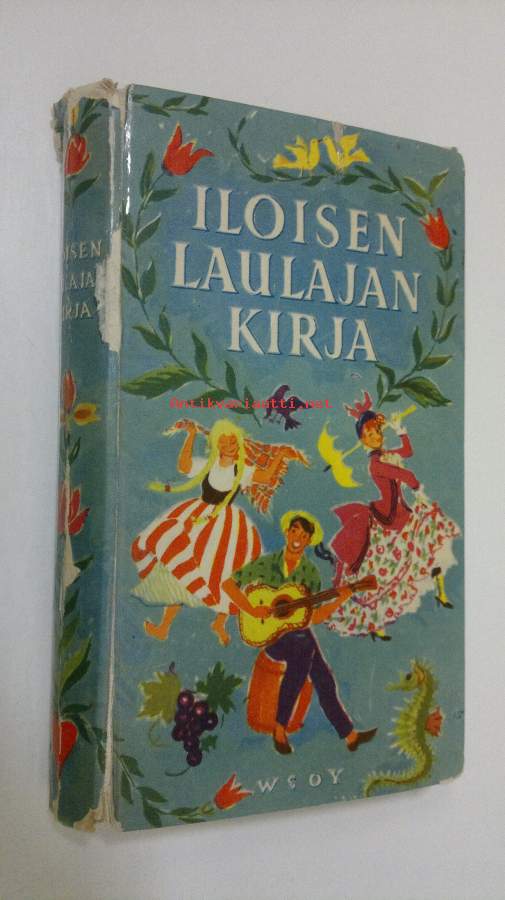 ILOISEN
LAULAJAN
KIRJA
Antikvariaatti.net
WSOY